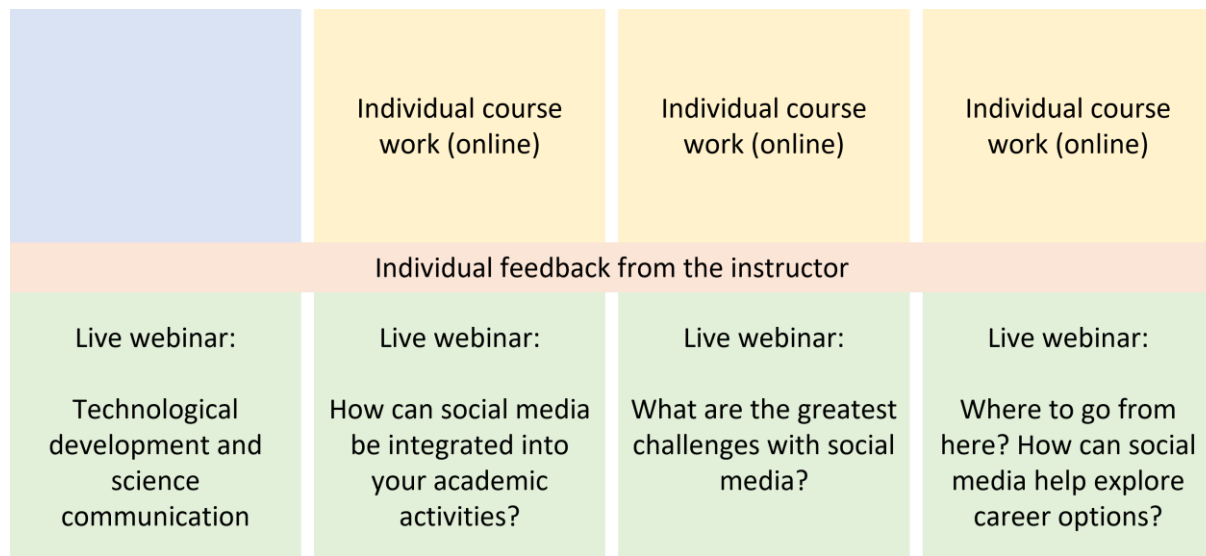 Individual course
work (online)
Individual course
work (online)
Individual course
work (online)
Individual feedback from the instructor
Live webinar:
Technological
development and
science
communication
Live webinar:
How can social media
be integrated into
your academic
activities?
Live webinar:
What are the greatest
challenges with social
media?
Live webinar:
Where to go from
here? How can social
media help explore
career options?